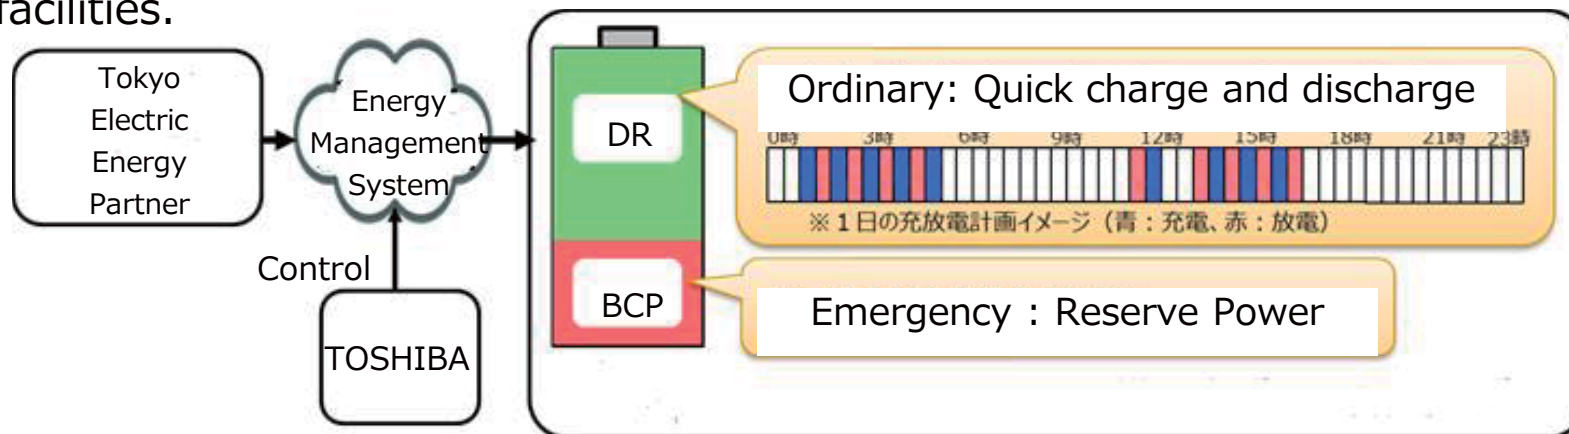 facilities.
Tokyo
Electric
Energy
Partner
Energy
Management
System
Control
TOSHIBA
DR
BCP
Ordinary: Quick charge and discharge
0時 3時 6時 9時 12時 15時 18時 21時 23時
※１日の充放電計画イメージ（青：充電、赤：放電）
Emergency : Reserve Power